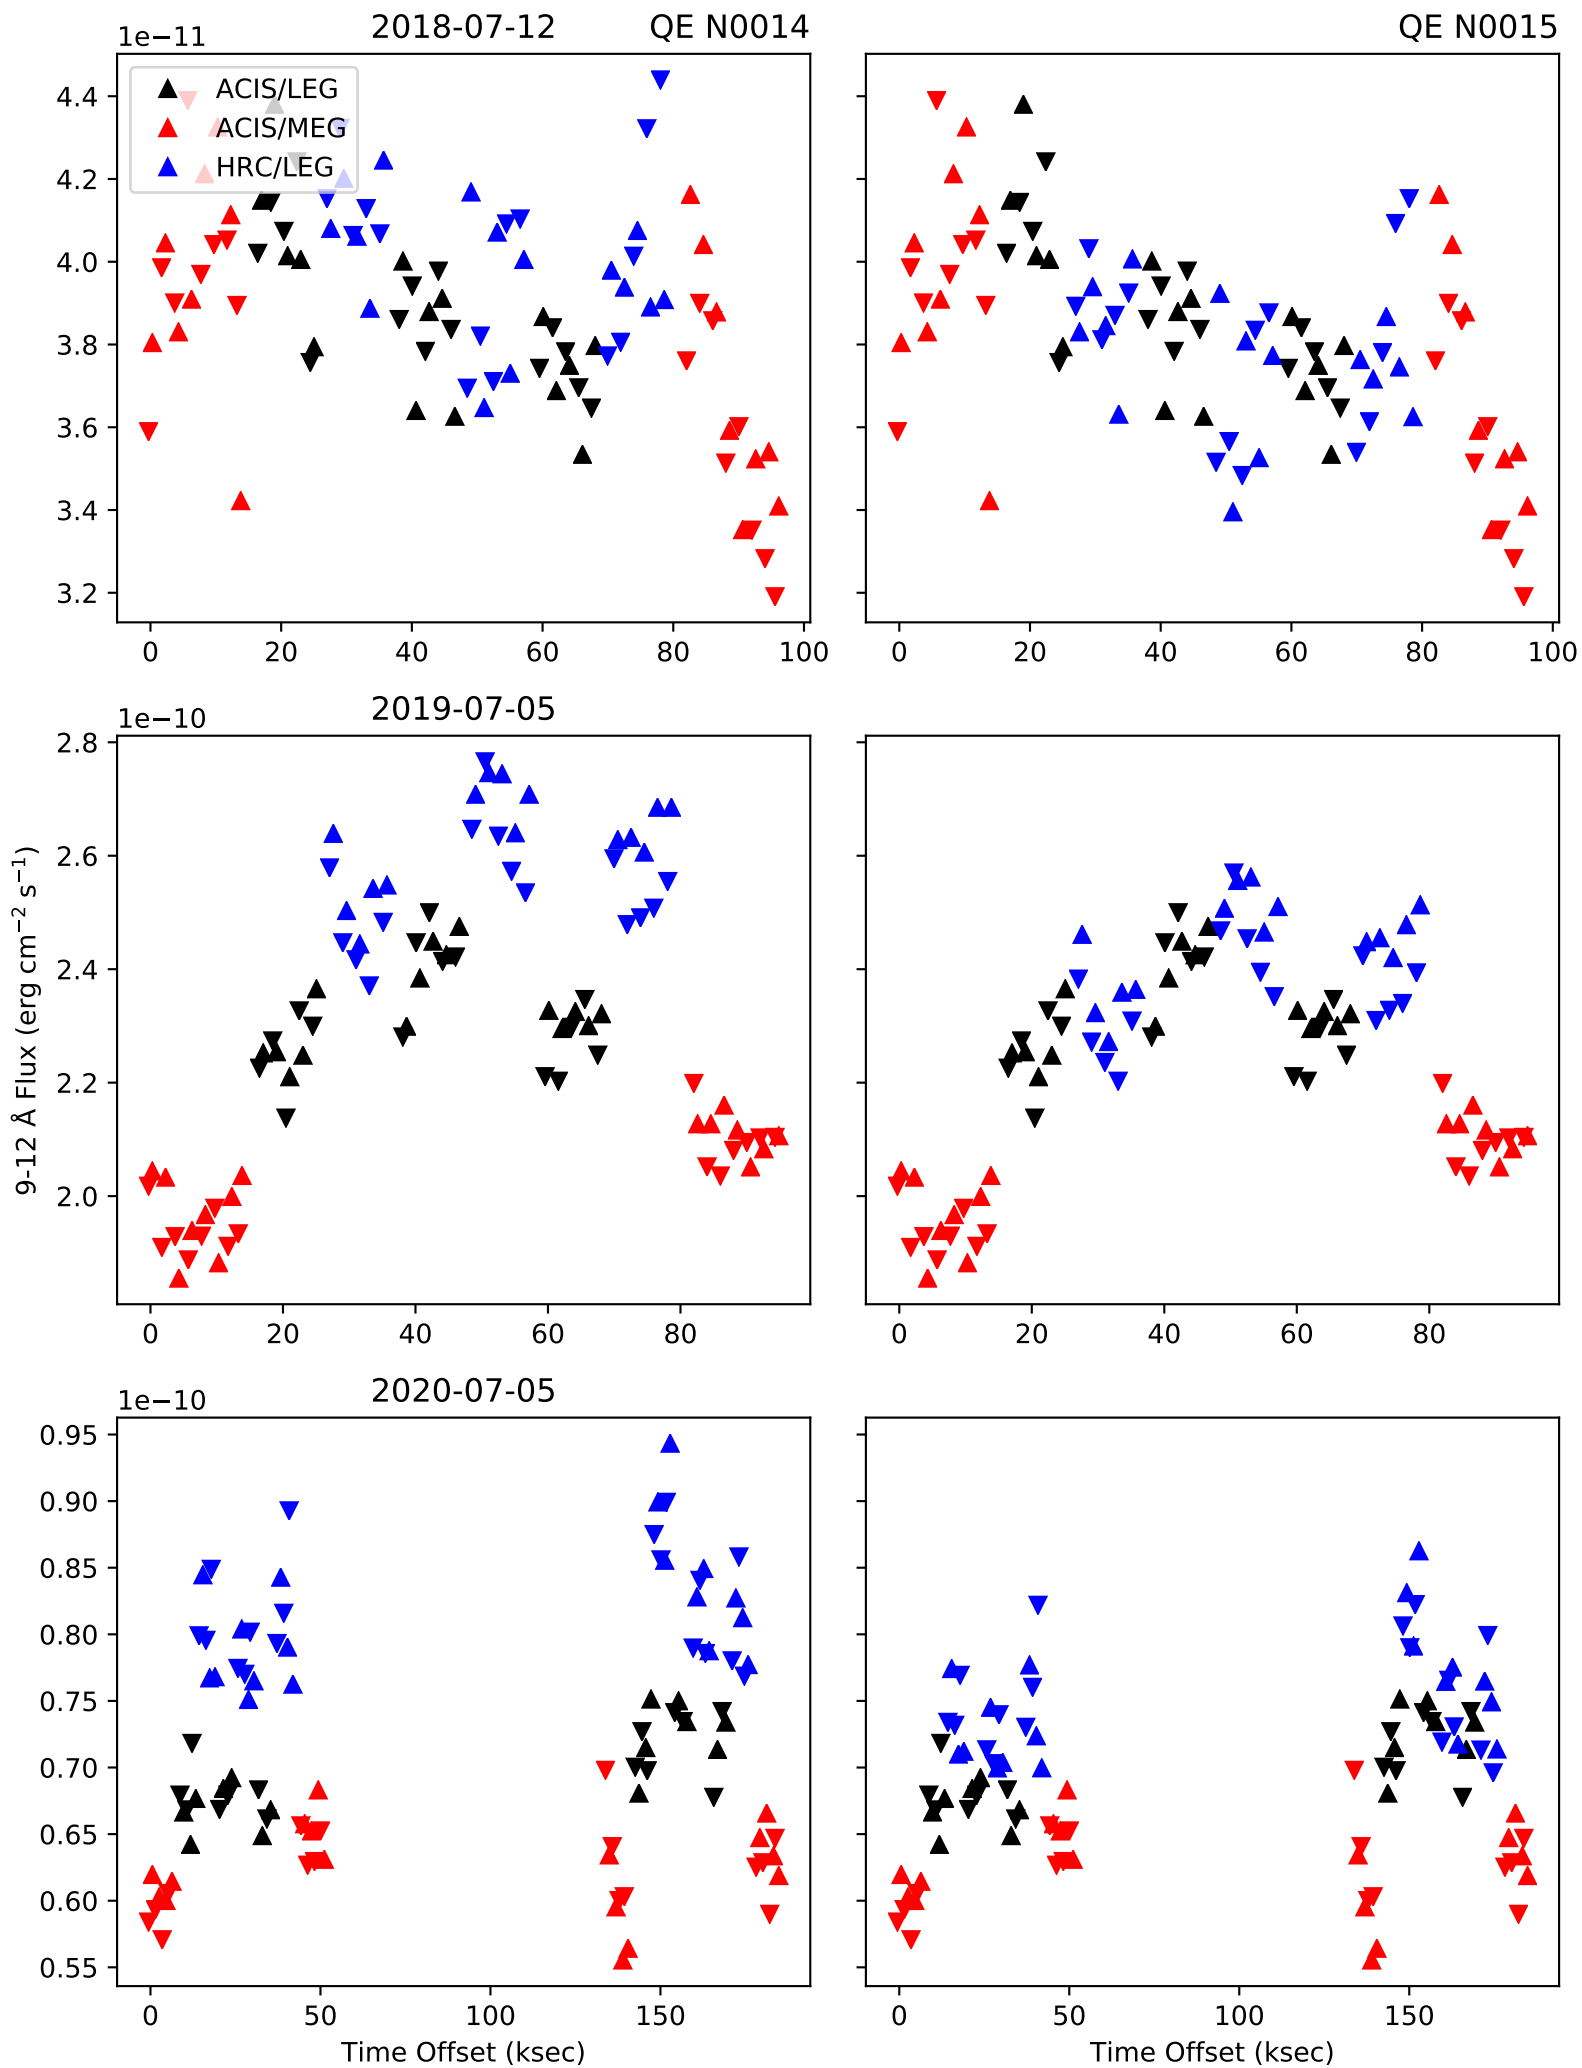 1e−11 2018-07-12 QE N0014 QE N0015
ACIS/LEG
ACIS/MEG
HRC/LEG
4.4
4.2
4.0
3.8
3.6
3.4
3.2
0 20 40 60 80 100 0 20 40 60 80 100
1e−10 2019-07-05
2.8
2.6
2.4
2.2
2.0
9-12 Å Flux (erg cm⁻² s⁻¹)
0 20 40 60 80 0 20 40 60 80
1e−10 2020-07-05
0.95
0.90
0.85
0.80
0.75
0.70
0.65
0.60
0.55
0 50 100 150 0 50 100 150
Time Offset (ksec) Time Offset (ksec)